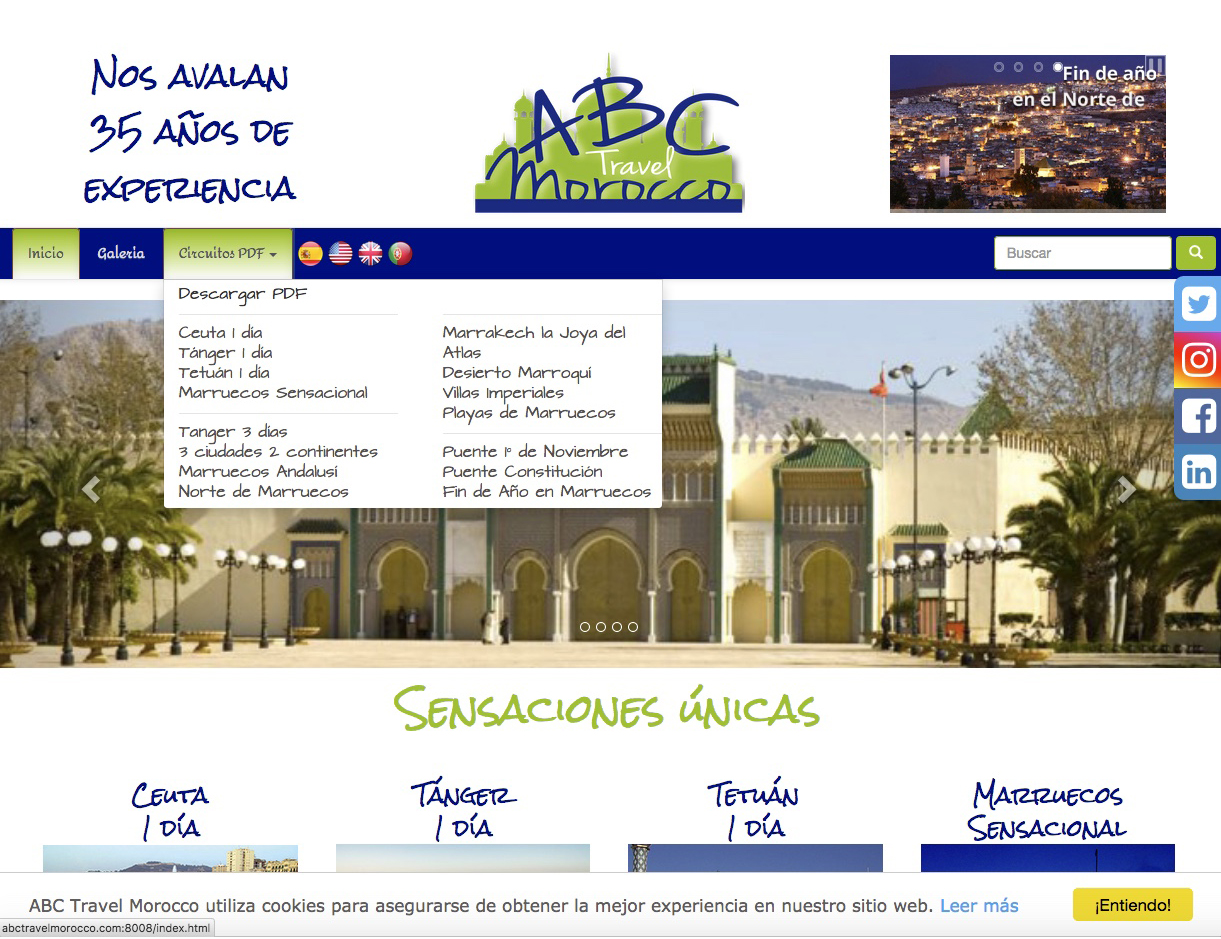 Nos avalan
35 años de
experiencia
ABC
Travel
Morocco
Fin de año
en el Norte de
Inicio
Galeria
Circuitos PDF
Buscar
Descargar PDF
Ceuta 1 día
Tánger 1 día
Tetuán 1 día
Marruecos Sensacional
Tanger 3 días
3 ciudades 2 continentes
Marruecos Andalusí
Norte de Marruecos
Marrakech la Joya del
Atlas
Desierto Marroquí
Villas Imperiales
Playas de Marruecos
Puente 1º de Noviembre
Puente Constitución
Fin de Año en Marruecos
in
Sensaciones únicas
Ceuta
1 día
Tánger
1 día
Tetuán
1 día
Marruecos
Sensacional
ABC Travel Morocco utiliza cookies para asegurarse de obtener la mejor experiencia en nuestro sitio web. Leer más
¡Entiendo!
abctravelmorocco.com:8008/index.html